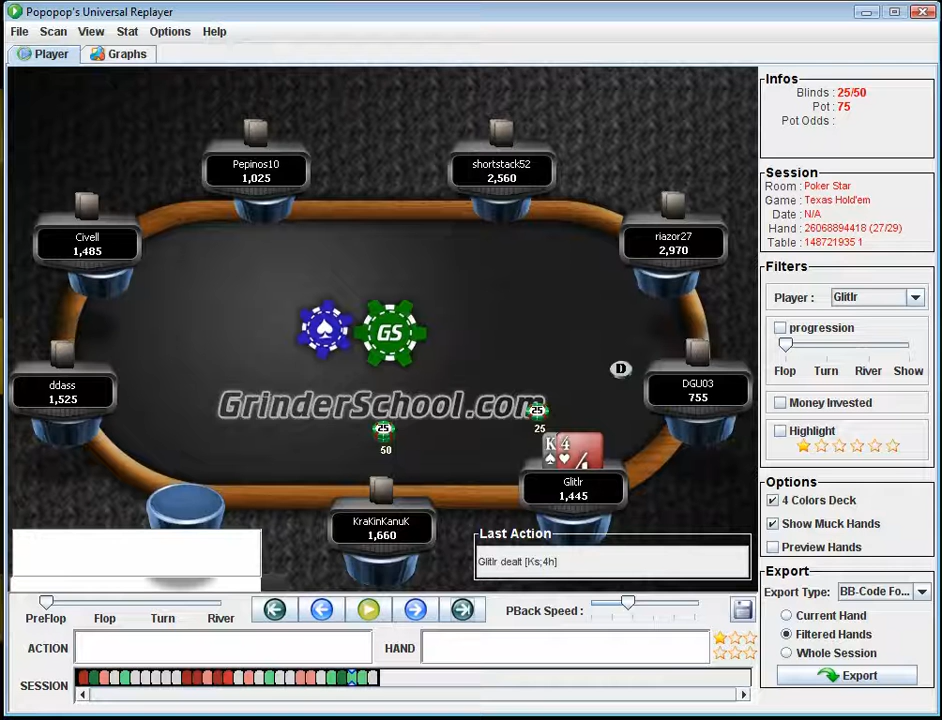 Popopop's Universal Replayer
File Scan View Stat Options Help
Player Graphs
Infos
Blinds : 25/50
Pot : 75
Pot Odds :
Session
Room : Poker Star
Game : Texas Hold'em
Date : N/A
Hand : 26068894418 (27/29)
Table : 148721935 1
Filters
Player : Glitlr
progression
Flop Turn River Show
Money Invested
Highlight
Options
4 Colors Deck
Show Muck Hands
Preview Hands
Export
Export Type: BB-Code Fo...
Current Hand
Filtered Hands
Whole Session
Export
Pepinos10
1,025
shortstack52
2,560
Civell
1,485
riazor27
2,970
GS
D
ddass
1,525
DGU03
755
GrinderSchool.com
25
25
25
50
K 4
4
Glitlr
1,445
KraKinKanuK
1,660
Last Action
Glitlr dealt [Ks;4h]
PreFlop Flop Turn River
PBack Speed :
ACTION
HAND
SESSION